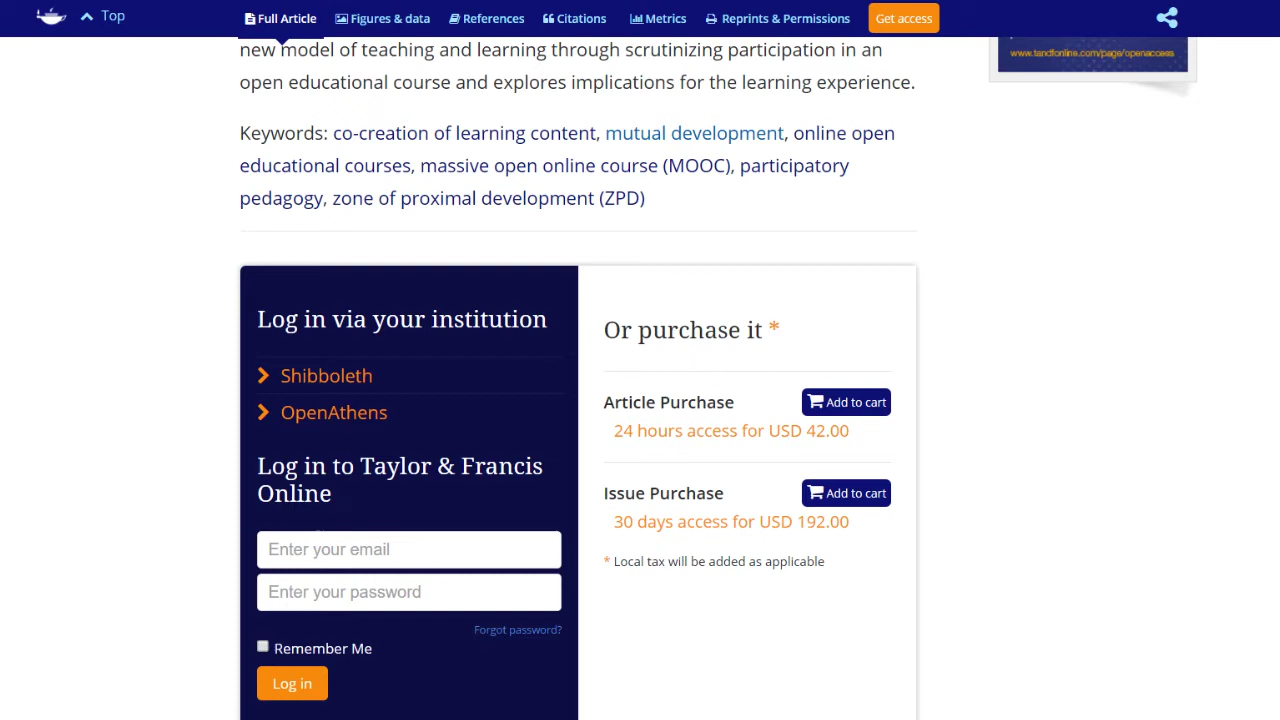 Top
Full Article
Figures & data
References
Citations
Metrics
Reprints & Permissions
Get access
new model of teaching and learning through scrutinizing participation in an
open educational course and explores implications for the learning experience.
www.tandfonline.com/page/openaccess
Keywords: co-creation of learning content, mutual development, online open
educational courses, massive open online course (MOOC), participatory
pedagogy, zone of proximal development (ZPD)
Log in via your institution
Shibboleth
OpenAthens
Log in to Taylor & Francis
Online
Enter your email
Enter your password
Forgot password?
Remember Me
Log in
Or purchase it *
Article Purchase
Add to cart
24 hours access for USD 42.00
Issue Purchase
Add to cart
30 days access for USD 192.00
* Local tax will be added as applicable